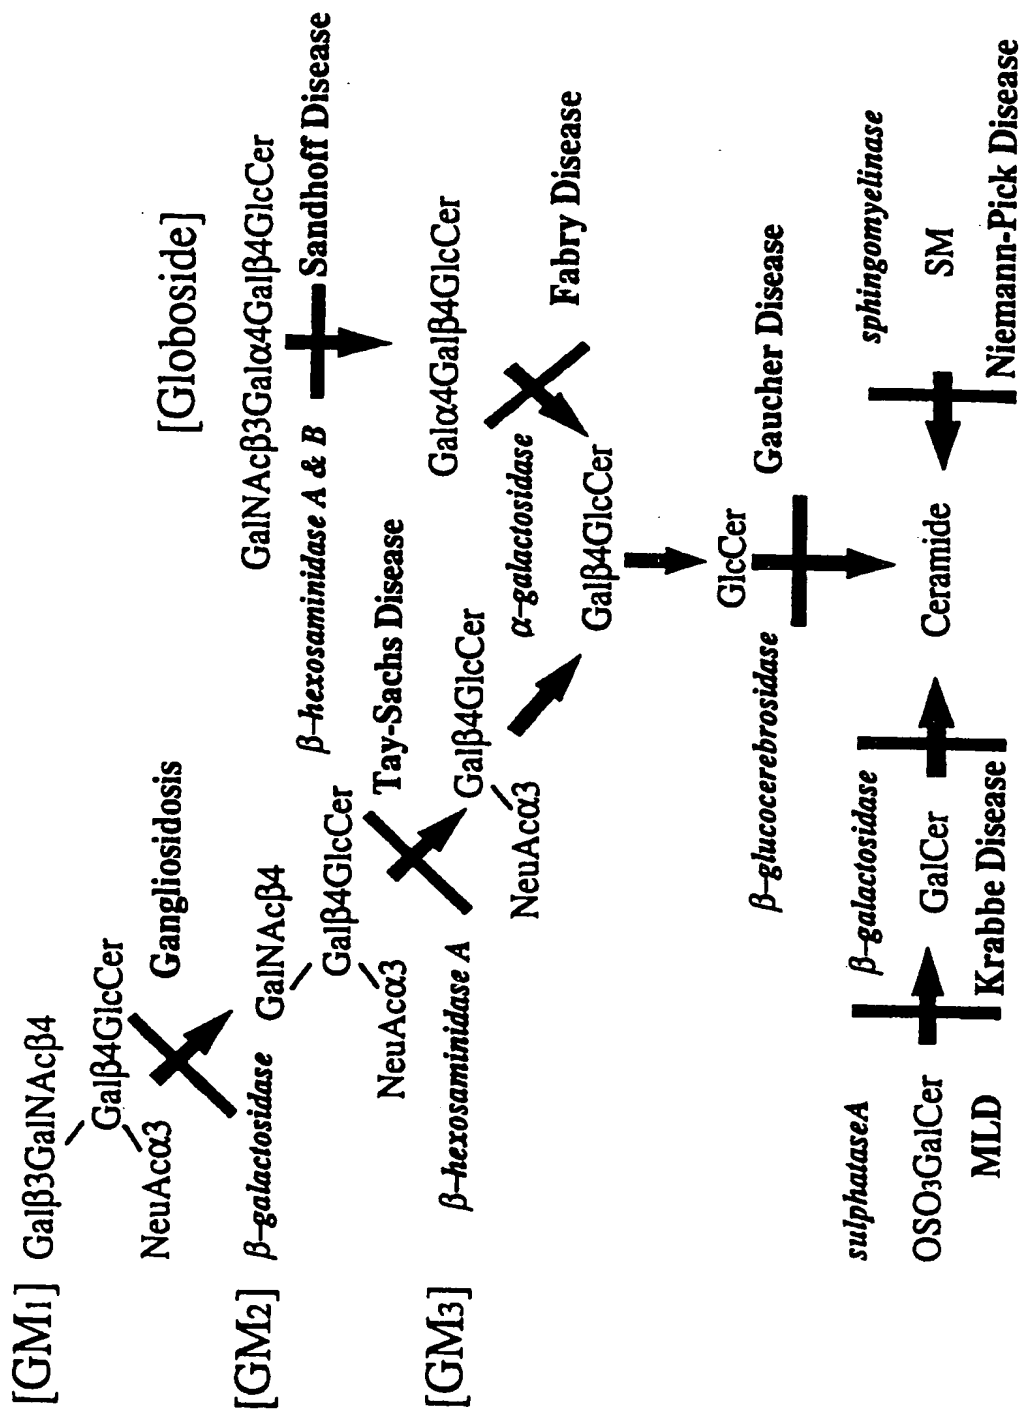 [GM1] Galβ3GalNAcβ4
Galβ4GlcCer
NeuAcα3
Gangliosidosis
[GM2] β-galactosidase GalNAcβ4
Galβ4GlcCer
NeuAcα3
Tay-Sachs Disease
[GM3] β-hexosaminidase A
Galβ4GlcCer
NeuAcα3
[Globoside]
GalNAcβ3Galα4Galβ4GlcCer
β-hexosaminidase A & B
Sandhoff Disease
Galα4Galβ4GlcCer
α-galactosidase
Fabry Disease
Galβ4GlcCer
GlcCer
β-glucocerebrosidase
Gaucher Disease
sulphataseA
β-galactosidase
sphingomyelinase
OSO3GalCer
GalCer
Ceramide
SM
MLD
Krabbe Disease
Niemann-Pick Disease